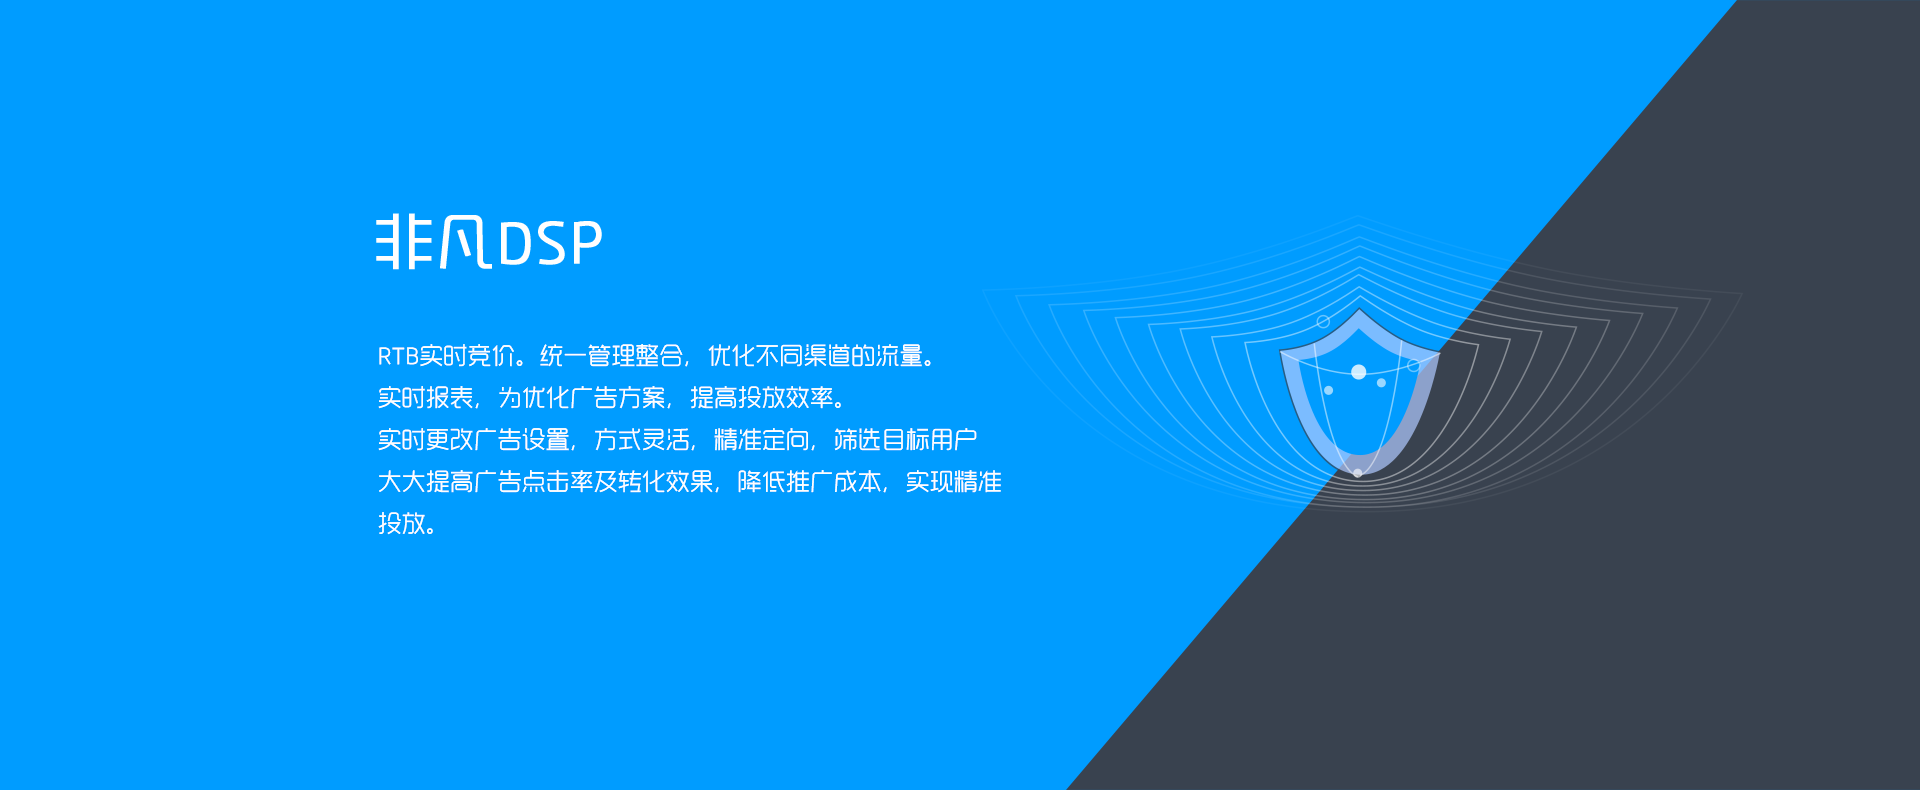 非凡DSP
RTB实时竞价。统一管理整合，优化不同渠道的流量。
实时报表，为优化广告方案，提高投放效率。
实时更改广告设置，方式灵活，精准定向，筛选目标用户
大大提高广告点击率及转化效果，降低推广成本，实现精准
投放。